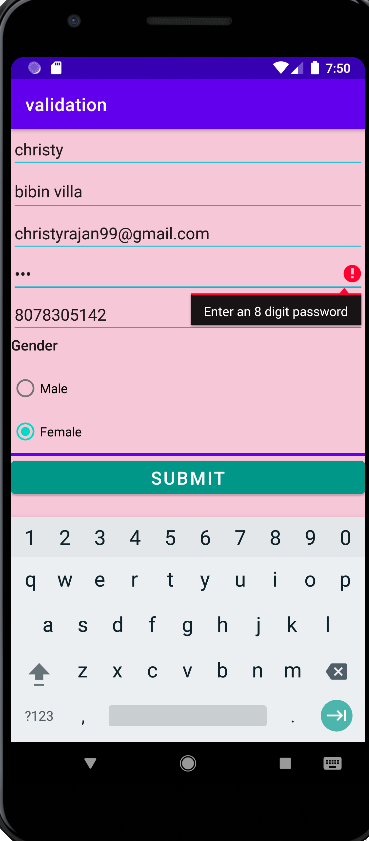 7:50
validation
christy
bibin villa
christyrajan99@gmail.com
•••
8078305142
Enter an 8 digit password
Gender
Male
Female
SUBMIT
1 2 3 4 5 6 7 8 9 0
q w e r t y u i o p
a s d f g h j k l
z x c v b n m
?123 , .